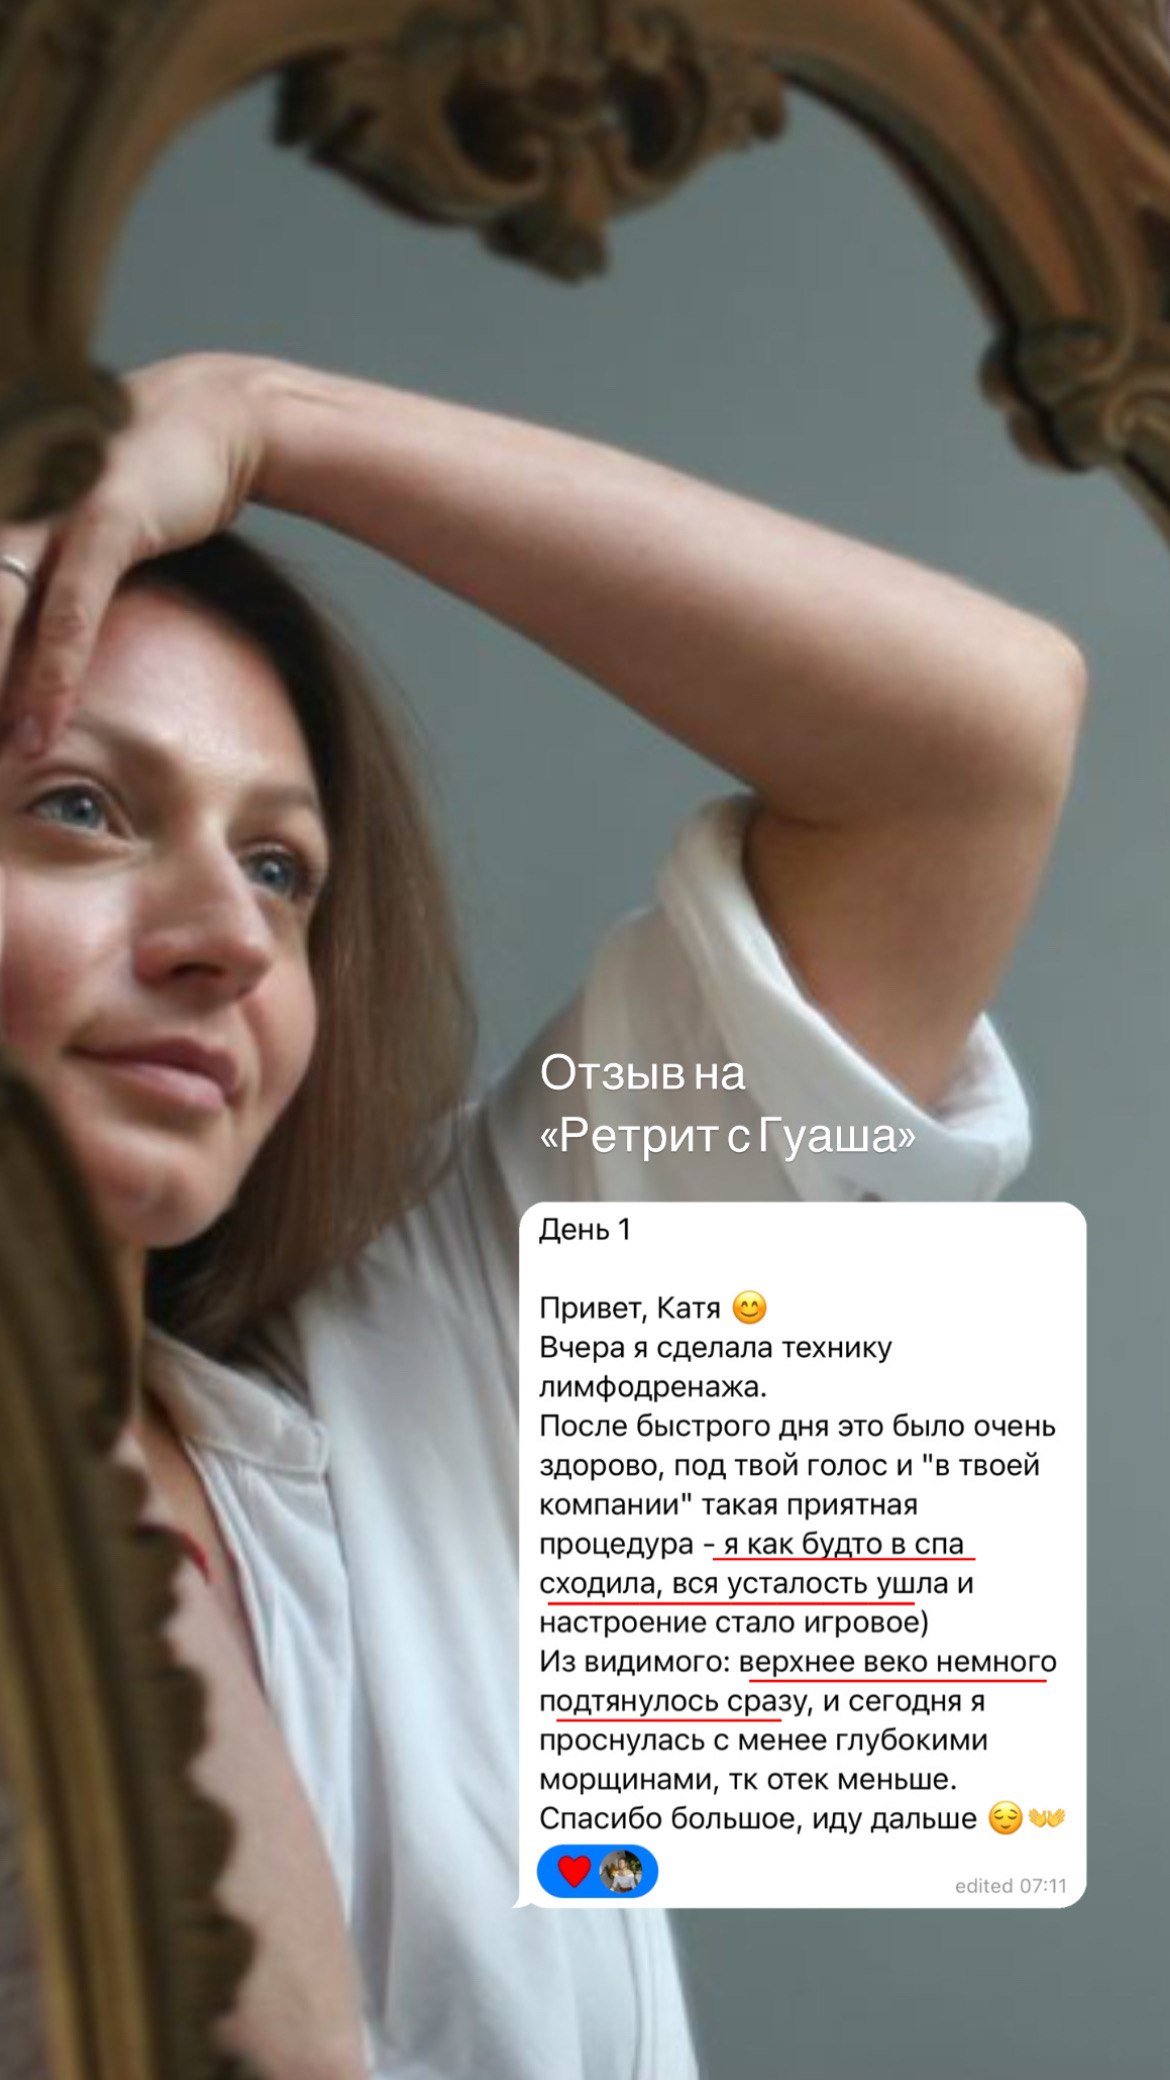 Отзыв на
«Ретрит с Гуаша»
День 1
Привет, Катя 😊
Вчера я сделала технику
лимфодренажа.
После быстрого дня это было очень
здорово, под твой голос и "в твоей
компании" такая приятная
процедура - я как будто в спа
сходила, вся усталость ушла и
настроение стало игровое)
Из видимого: верхнее веко немного
подтянулось сразу, и сегодня я
проснулась с менее глубокими
морщинами, тк отек меньше.
Спасибо большое, иду дальше 😌👐
edited 07:11